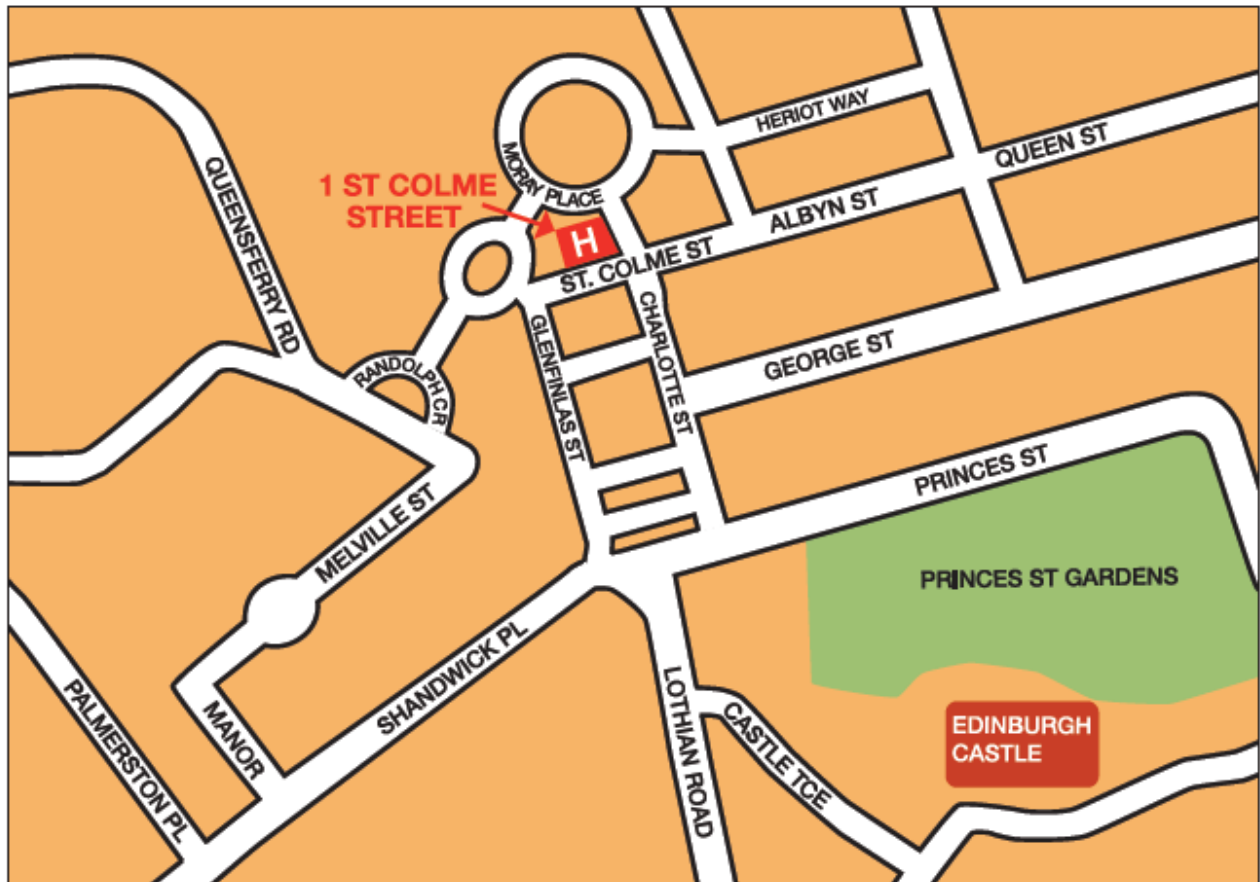 HERIOT WAY
QUEEN ST
MORAY PLACE
QUEENSFERRY RD
1 ST COLME
STREET
ALBYN ST
H
ST. COLME ST
CHARLOTTE ST
GLENFINLAS ST
GEORGE ST
RANDOLPH CR
PRINCES ST
MELVILLE ST
PRINCES ST GARDENS
SHANDWICK PL
PALMERSTON PL
MANOR
LOTHIAN ROAD
CASTLE TCE
EDINBURGH
CASTLE